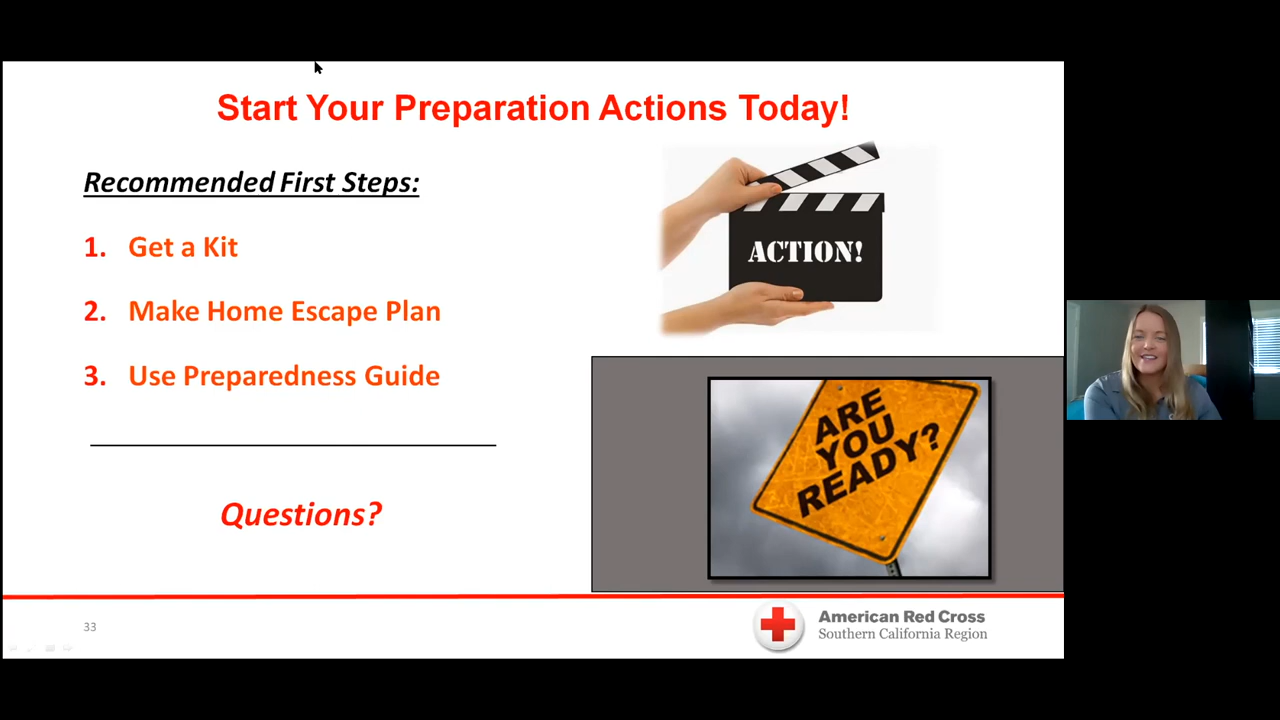 Start Your Preparation Actions Today!
Recommended First Steps:
1. Get a Kit
2. Make Home Escape Plan
3. Use Preparedness Guide
Questions?
ACTION!
ARE
YOU
READY?
33
American Red Cross
Southern California Region